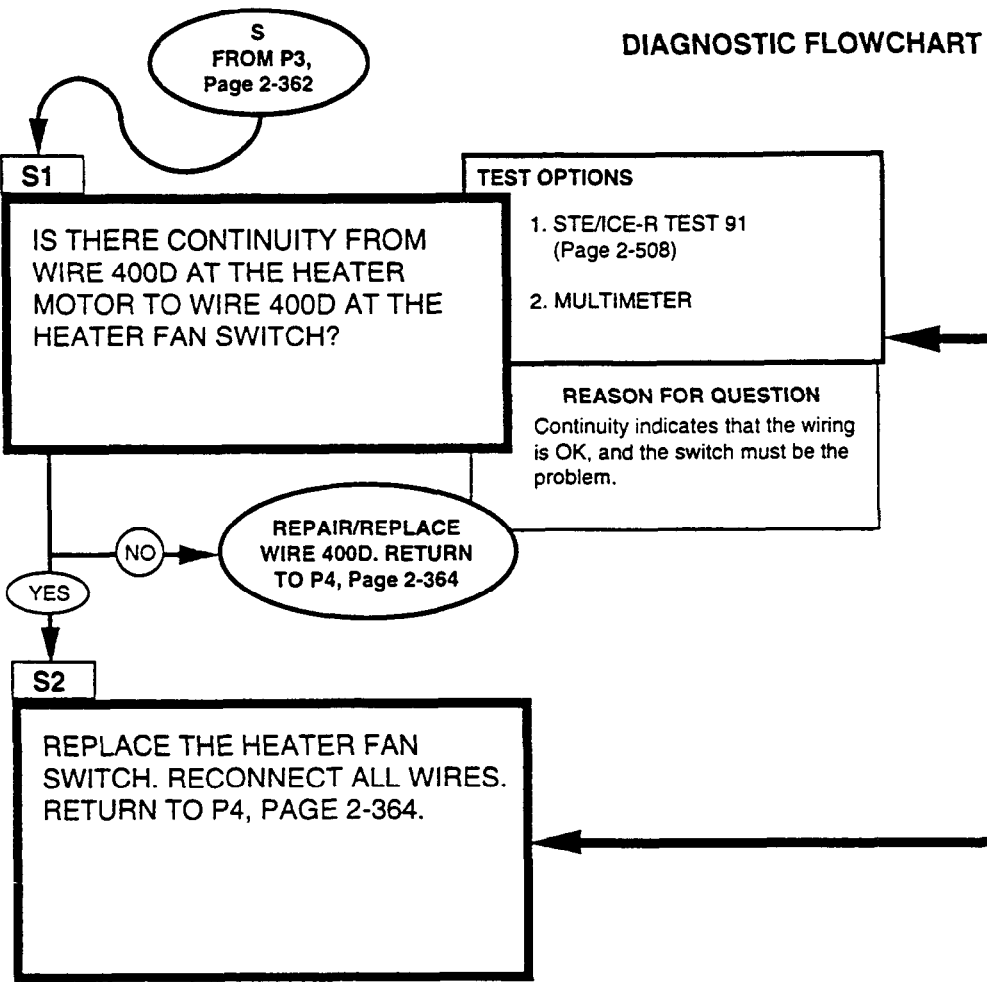 DIAGNOSTIC FLOWCHART
S
FROM P3,
Page 2-362
S1
IS THERE CONTINUITY FROM
WIRE 400D AT THE HEATER
MOTOR TO WIRE 400D AT THE
HEATER FAN SWITCH?
TEST OPTIONS
1. STE/ICE-R TEST 91
(Page 2-508)
2. MULTIMETER
REASON FOR QUESTION
Continuity indicates that the wiring
is OK, and the switch must be the
problem.
NO
REPAIR/REPLACE
WIRE 400D. RETURN
TO P4, Page 2-364
YES
S2
REPLACE THE HEATER FAN
SWITCH. RECONNECT ALL WIRES.
RETURN TO P4, PAGE 2-364.